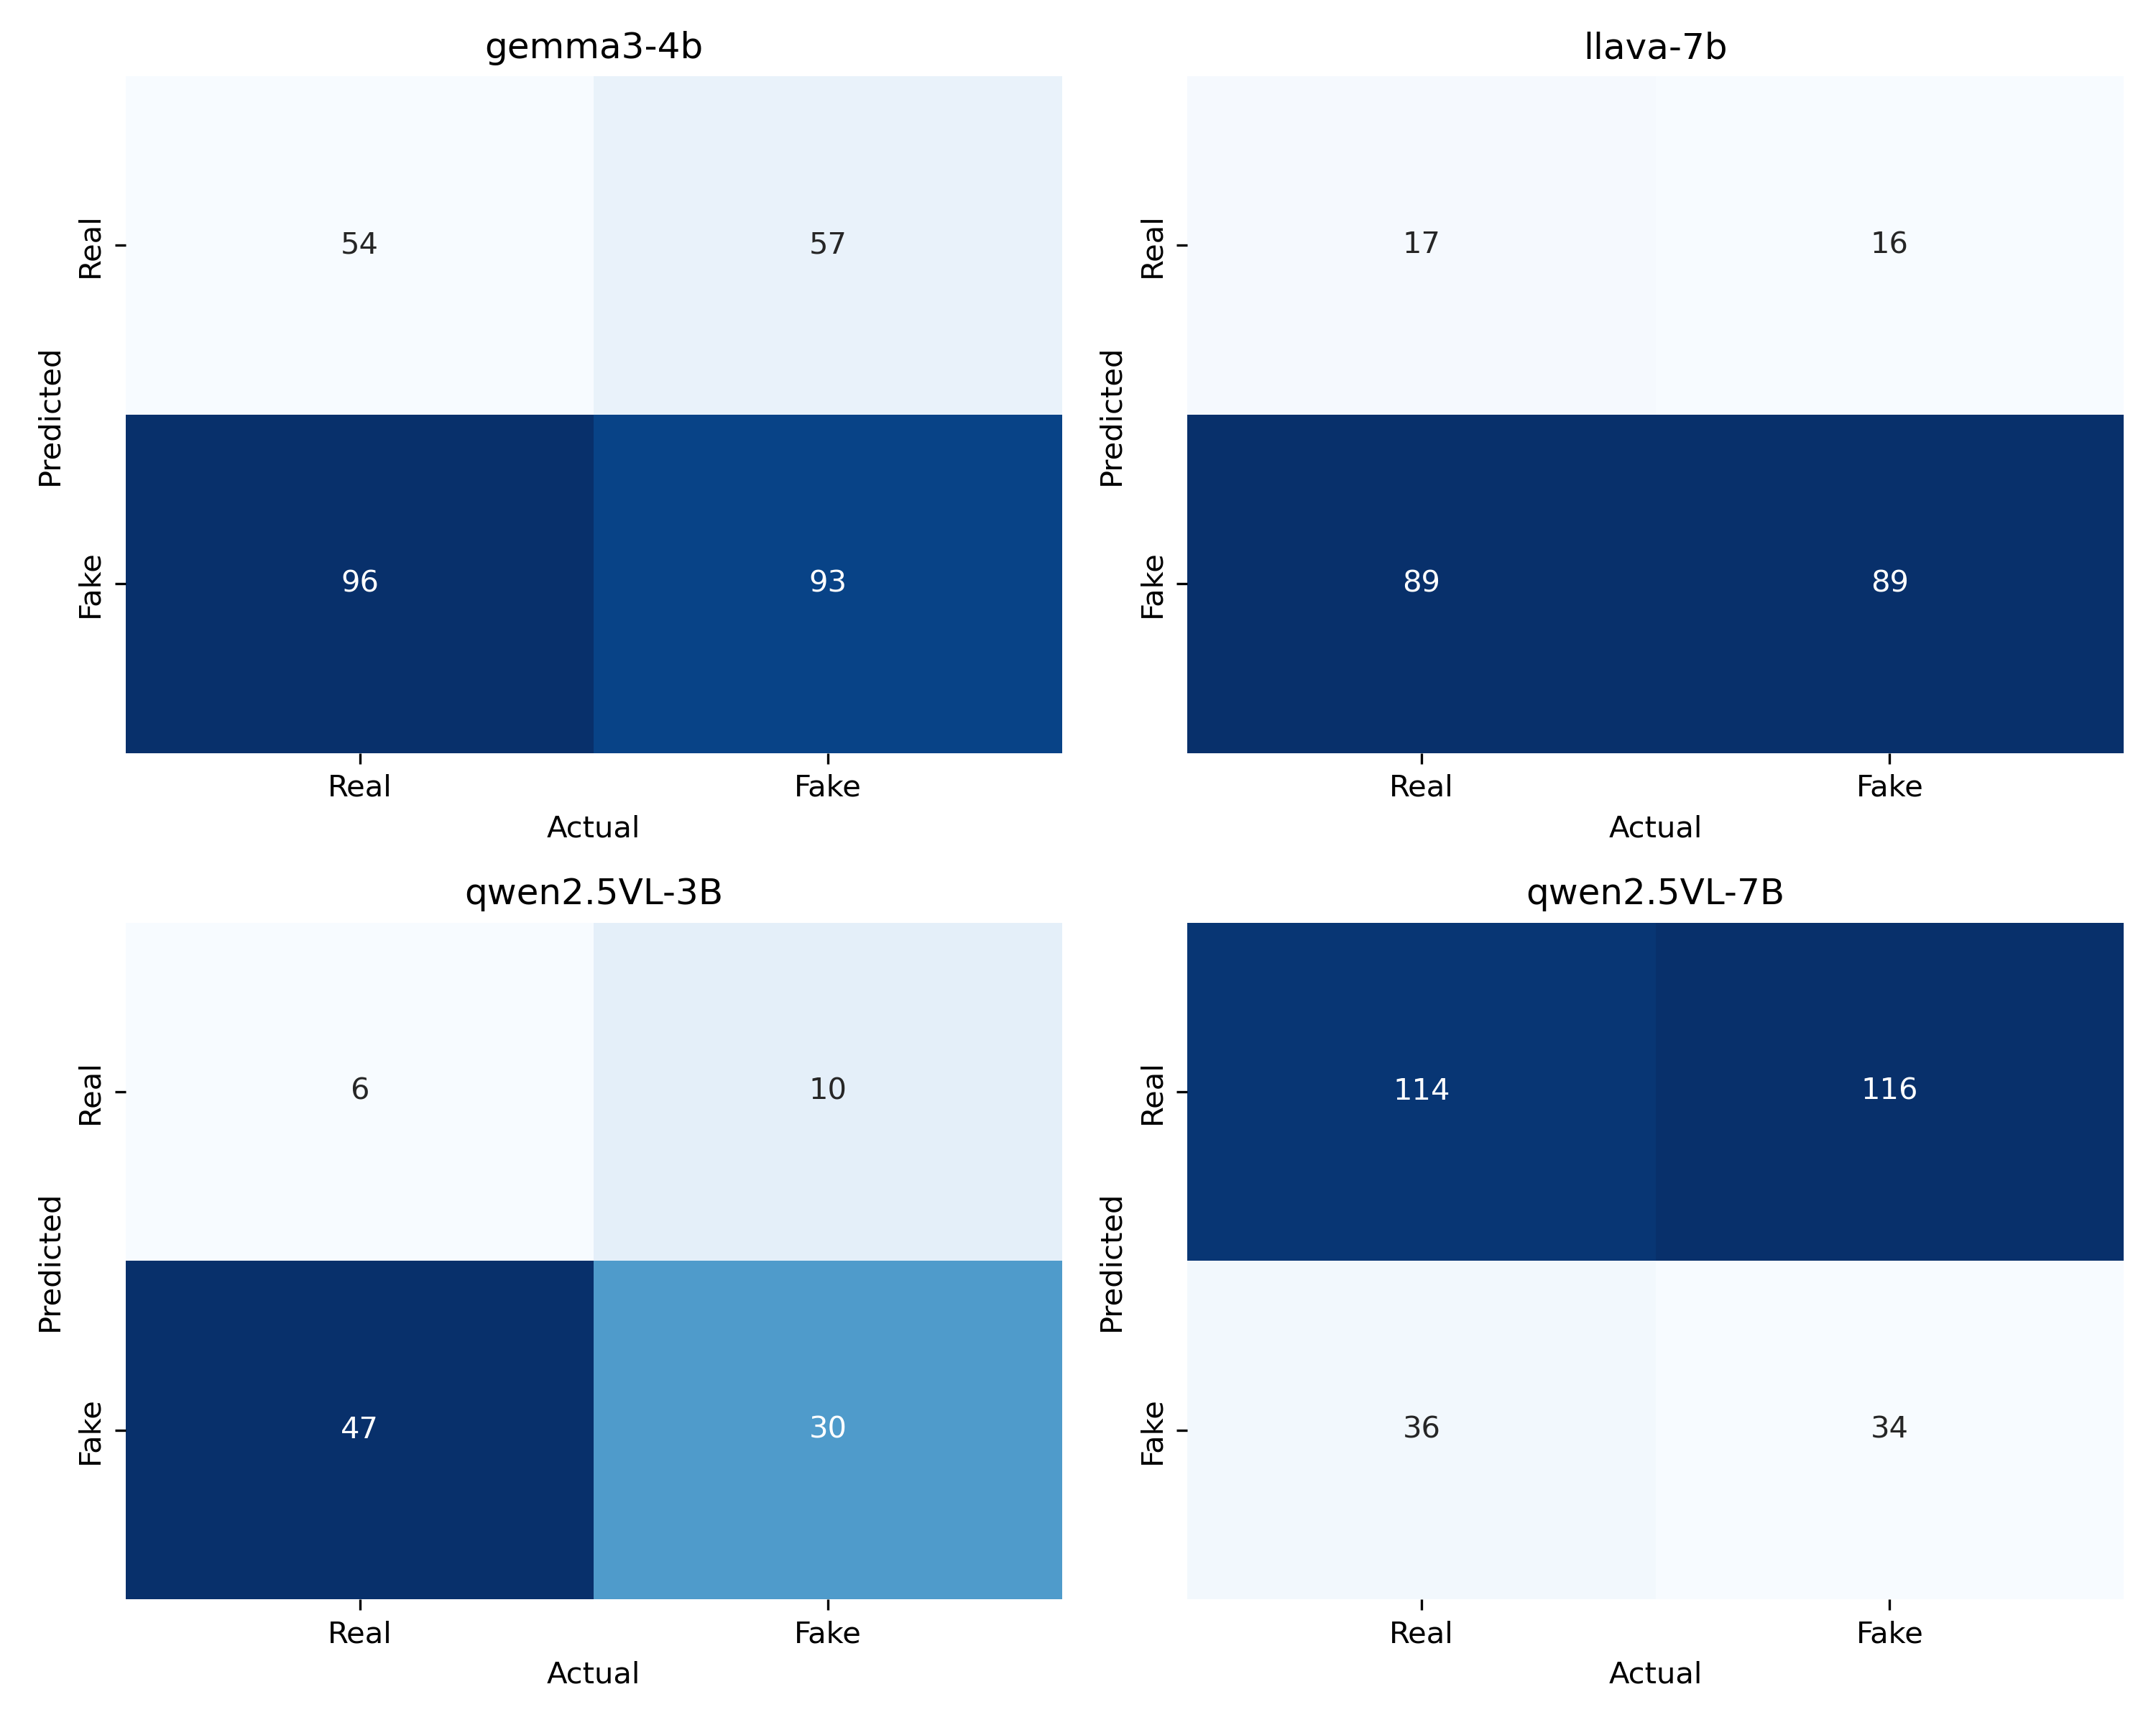 gemma3-4b
Predicted
Real
54
57
Fake
96
93
Real
Fake
Actual
llava-7b
Predicted
Real
17
16
Fake
89
89
Real
Fake
Actual
qwen2.5VL-3B
Predicted
Real
6
10
Fake
47
30
Real
Fake
Actual
qwen2.5VL-7B
Predicted
Real
114
116
Fake
36
34
Real
Fake
Actual